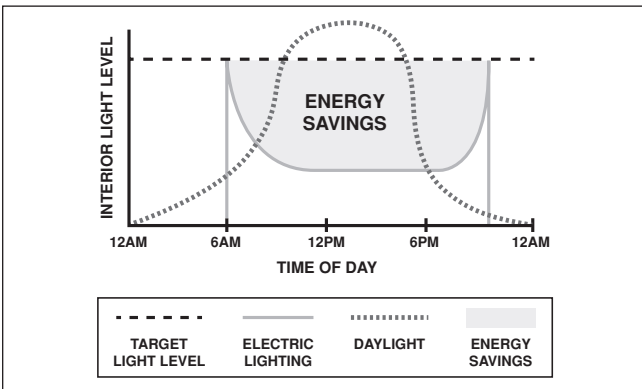 INTERIOR LIGHT LEVEL
ENERGY
SAVINGS
12AM 6AM 12PM 6PM 12AM
TIME OF DAY
TARGET
LIGHT LEVEL
ELECTRIC
LIGHTING
DAYLIGHT
ENERGY
SAVINGS